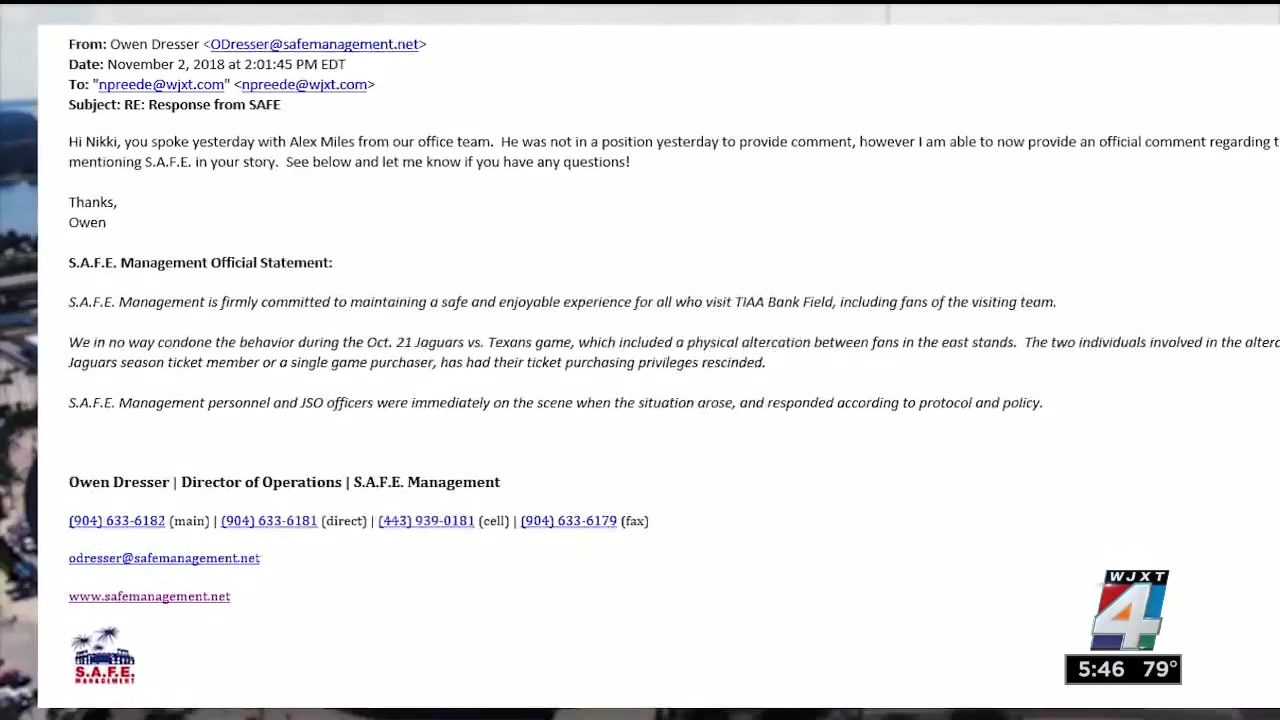 From: Owen Dresser <ODresser@safemanagement.net>
Date: November 2, 2018 at 2:01:45 PM EDT
To: "npreede@wjxt.com" <npreede@wjxt.com>
Subject: RE: Response from SAFE
Hi Nikki, you spoke yesterday with Alex Miles from our office team. He was not in a position yesterday to provide comment, however I am able to now provide an official comment regarding
mentioning S.A.F.E. in your story. See below and let me know if you have any questions!
Thanks,
Owen
S.A.F.E. Management Official Statement:
S.A.F.E. Management is firmly committed to maintaining a safe and enjoyable experience for all who visit TIAA Bank Field, including fans of the visiting team.
We in no way condone the behavior during the Oct. 21 Jaguars vs. Texans game, which included a physical altercation between fans in the east stands. The two individuals involved in the
Jaguars season ticket member or a single game purchaser, has had their ticket purchasing privileges rescinded.
S.A.F.E. Management personnel and JSO officers were immediately on the scene when the situation arose, and responded according to protocol and policy.
Owen Dresser | Director of Operations | S.A.F.E. Management
(904) 633-6182 (main) | (904) 633-6181 (direct) | (443) 939-0181 (cell) | (904) 633-6179 (fax)
odresser@safemanagement.net
www.safemanagement.net
S.A.F.E.
MANAGEMENT
WJXT
4
5:46 79°